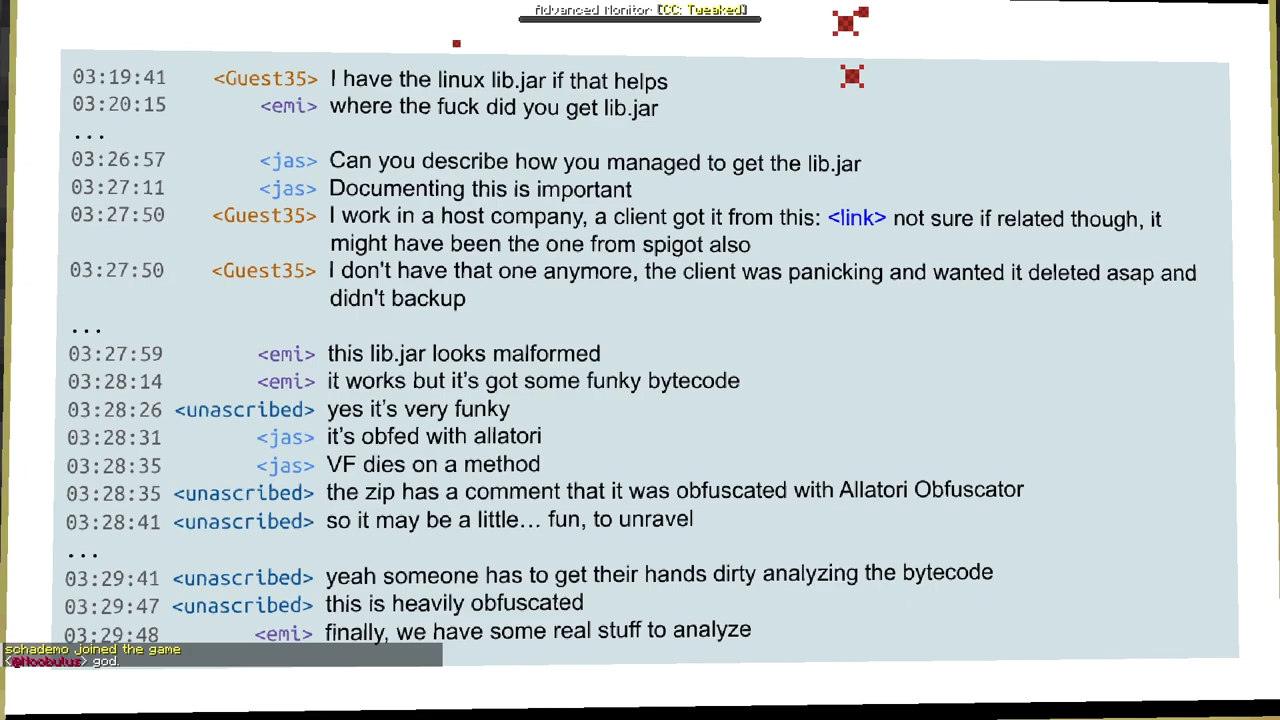 Advanced Monitor [CC: Tweaked]
03:19:41 <Guest35> I have the linux lib.jar if that helps
03:20:15 <emi> where the fuck did you get lib.jar
...
03:26:57 <jas> Can you describe how you managed to get the lib.jar
03:27:11 <jas> Documenting this is important
03:27:50 <Guest35> I work in a host company, a client got it from this: <link> not sure if related though, it
might have been the one from spigot also
03:27:50 <Guest35> I don't have that one anymore, the client was panicking and wanted it deleted asap and
didn't backup
...
03:27:59 <emi> this lib.jar looks malformed
03:28:14 <emi> it works but it’s got some funky bytecode
03:28:26 <unascribed> yes it’s very funky
03:28:31 <jas> it’s obfed with allatori
03:28:35 <jas> VF dies on a method
03:28:35 <unascribed> the zip has a comment that it was obfuscated with Allatori Obfuscator
03:28:41 <unascribed> so it may be a little… fun, to unravel
...
03:29:41 <unascribed> yeah someone has to get their hands dirty analyzing the bytecode
03:29:47 <unascribed> this is heavily obfuscated
03:29:48 <emi> finally, we have some real stuff to analyze
schademo joined the game
<@Noobulus> god.